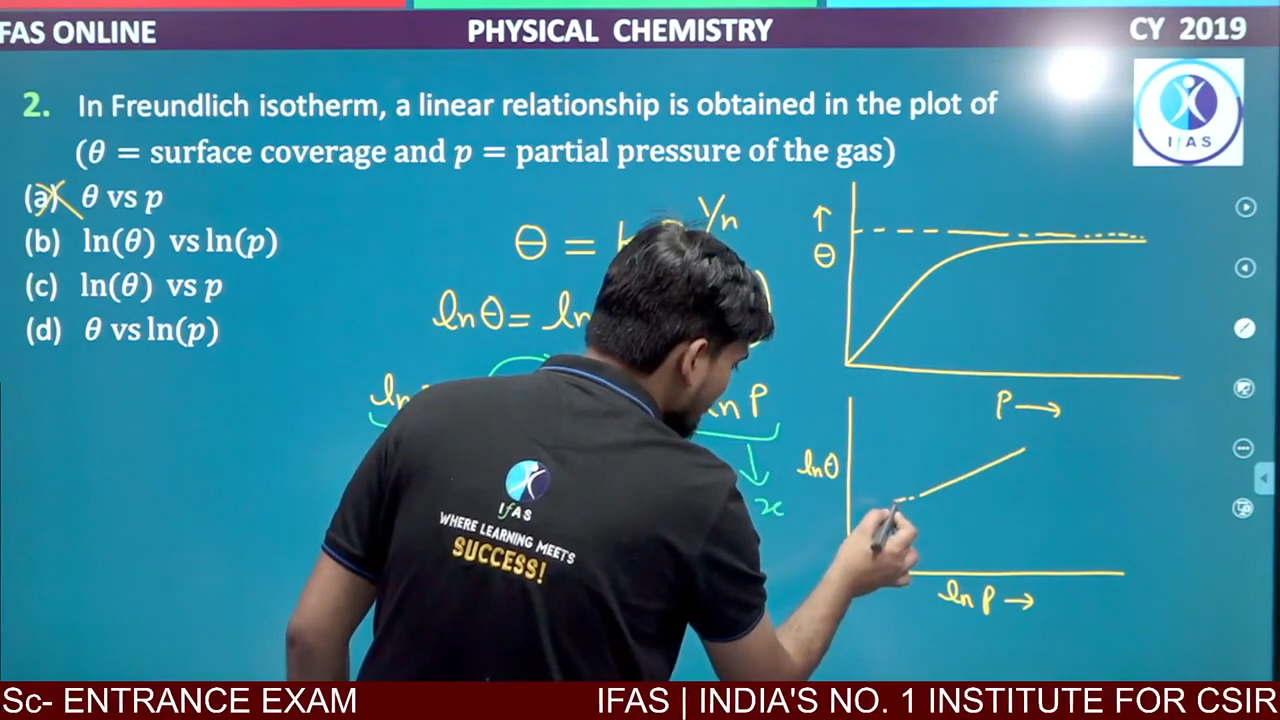 FAS ONLINE
PHYSICAL CHEMISTRY
CY 2019
2. In Freundlich isotherm, a linear relationship is obtained in the plot of
(θ = surface coverage and p = partial pressure of the gas)
IfAS
(a) θ vs p
(b) ln(θ) vs ln(p)
(c) ln(θ) vs p
(d) θ vs ln(p)
θ = 1/n
lnθ = ln
ln P
x
↑
θ
P →
lnθ
ln P →
IfAS
WHERE LEARNING MEETS
SUCCESS!
Sc- ENTRANCE EXAM
IFAS | INDIA'S NO. 1 INSTITUTE FOR CSIR